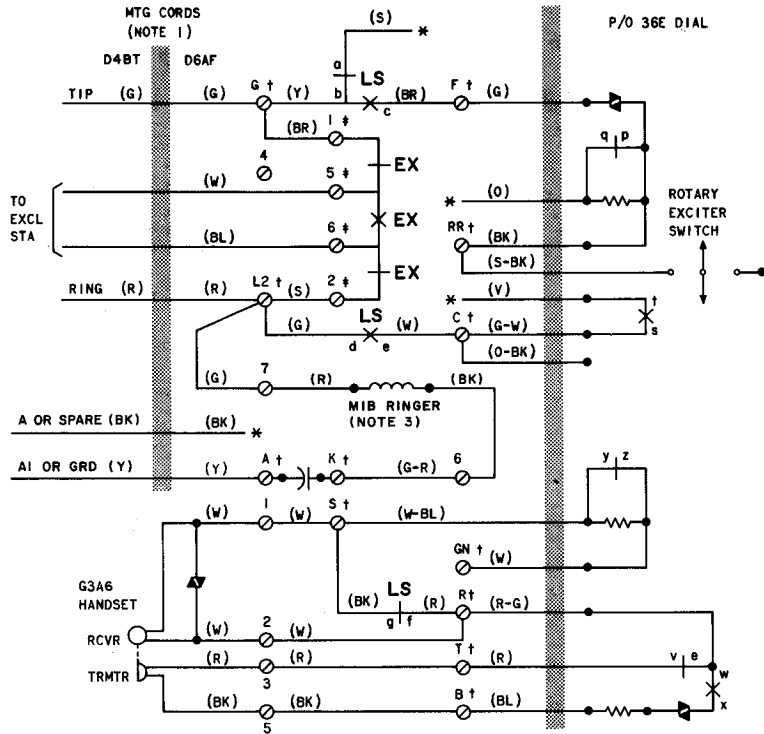 MTG CORDS
(NOTE 1)
D4BT D6AF
(S) *
P/O 36E DIAL
a
LS
b c
TIP (G) (G) G † (Y) (BR) F † (G)
(BR) 1 ‡
q p
EX
4
(W) 5 ‡
* (O)
TO
EXCL
STA
EX
ROTARY
EXCITER
SWITCH
(BL) 6 ‡
RR † (BK)
(S-BK)
EX
RING (R) (R) L2 † (S) 2 ‡
* (V)
t
s
(G) LS (W) C † (G-W)
d e
(O-BK)
(G) 7 (R) (BK)
MIB RINGER
(NOTE 3)
A OR SPARE (BK) (BK) *
A1 OR GRD (Y) (Y) A † K † (G-R) 6
y z
(W) 1 (W) S † (W-BL)
GN † (W)
G3A6
HANDSET
LS
(BK) g f (R) R † (R-G)
RCVR (W) 2 (W)
(R) 3 (R) T † (R) v e
w
x
TRMTR
(BK) 5 (BK) B † (BL)